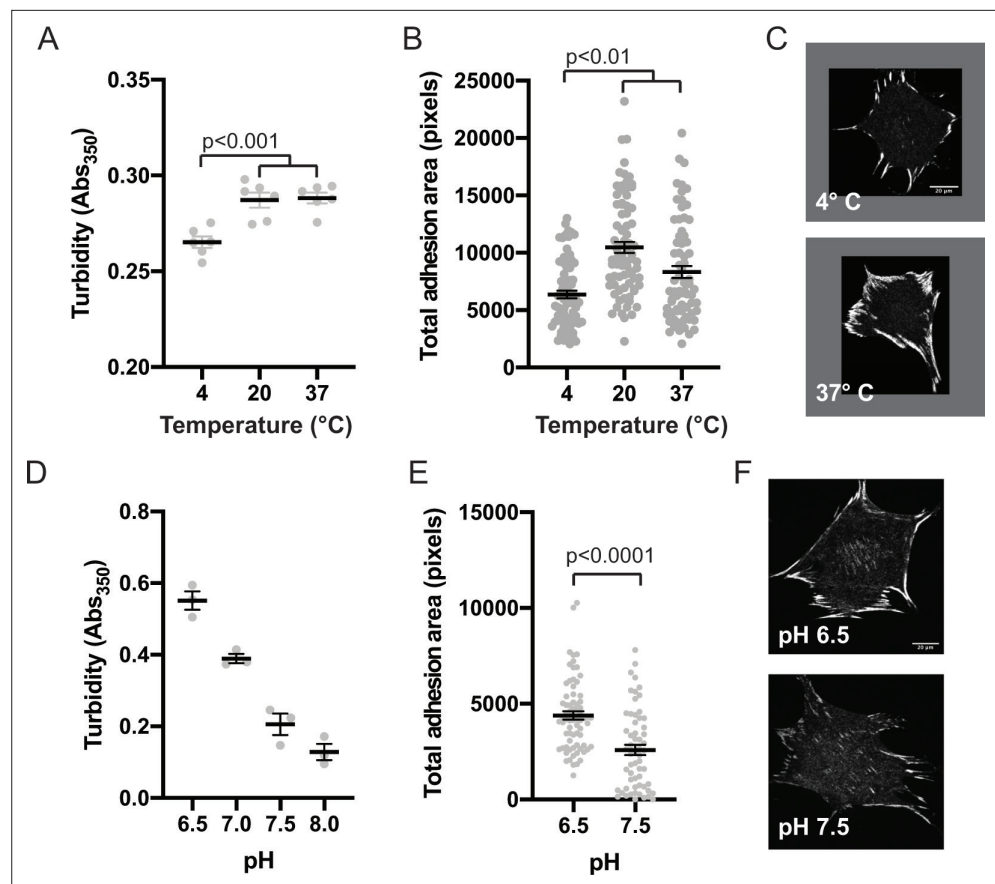 A
Turbidity (Abs350)
0.35
0.30
0.25
0.20
p<0.001
4 20 37
Temperature (°C)
B
Total adhesion area (pixels)
25000
20000
15000
10000
5000
0
p<0.01
4 20 37
Temperature (°C)
C
20 µm
4° C
37° C
D
Turbidity (Abs350)
0.8
0.6
0.4
0.2
0.0
6.5 7.0 7.5 8.0
pH
E
Total adhesion area (pixels)
15000
10000
5000
0
p<0.0001
6.5 7.5
pH
F
pH 6.5
20 µm
pH 7.5